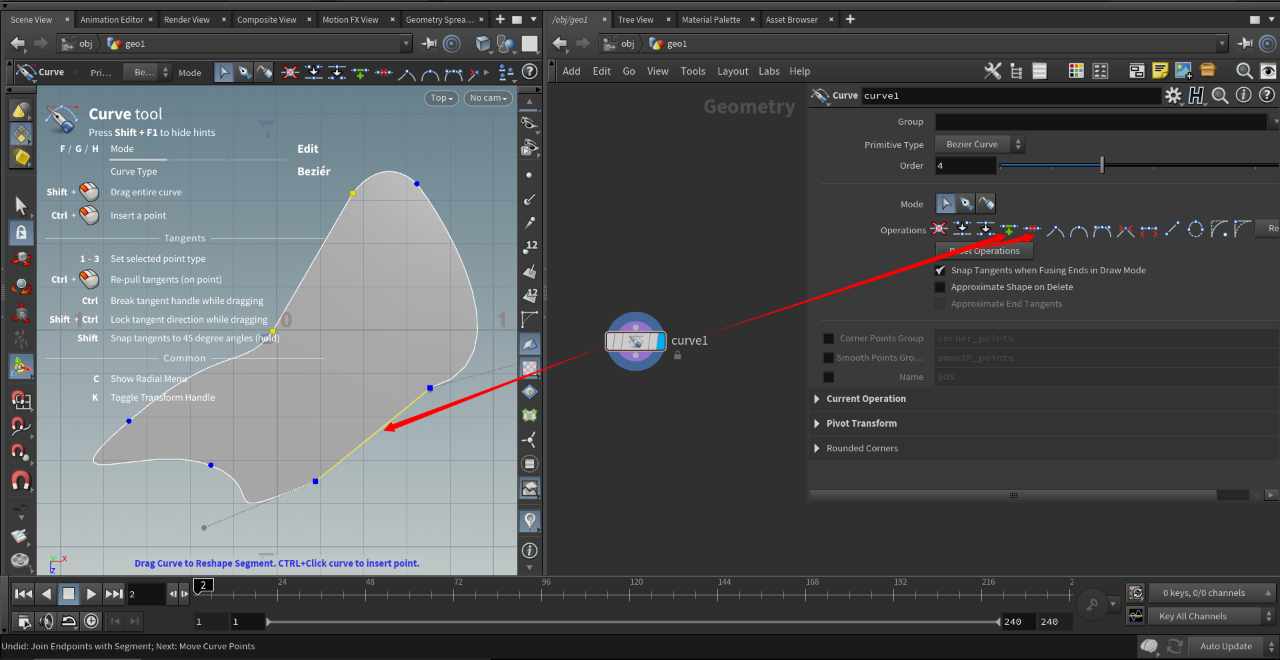 Scene View × Animation Editor × Render View × Composite View × Motion FX View × Geometry Sprea... ×
/obj/geo1 × Tree View × Material Palette × Asset Browser ×
obj geo1
obj geo1
Curve Pri... Be... Mode
Add Edit Go View Tools Layout Labs Help
Top No cam
Curve tool
Press Shift + F1 to hide hints
F / G / H Mode Edit
Curve Type Beziér
Shift + Drag entire curve
Ctrl + Insert a point
Tangents
1 - 3 Set selected point type
Ctrl + Re-pull tangents (on point)
Ctrl Break tangent handle while dragging
Shift + Ctrl Lock tangent direction while dragging
Shift Snap tangents to 45 degree angles (hold)
Common
C Show Radial Menu
K Toggle Transform Handle
1 0 1
12
12
Drag Curve to Reshape Segment. CTRL+Click curve to insert point.
Geometry
curve1
Curve curve1
Group
Primitive Type Bezier Curve
Order 4
Mode
Operations Re
Reset Operations
Snap Tangents when Fusing Ends in Draw Mode
Approximate Shape on Delete
Approximate End Tangents
Corner Points Group corner_points
Smooth Points Gro... smooth_points
Name $OS
Current Operation
Pivot Transform
Rounded Corners
2 2 24 48 72 96 120 144 168 192 216 2
0 keys, 0/0 channels
1 1 240 240 Key All Channels
Undid: Join Endpoints with Segment; Next: Move Curve Points Auto Update